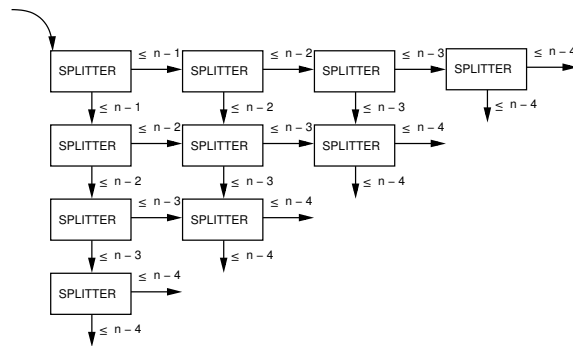 ≤ n – 1 ≤ n – 2 ≤ n – 3 ≤ n – 4
SPLITTER SPLITTER SPLITTER SPLITTER
≤ n – 1 ≤ n – 2 ≤ n – 3 ≤ n – 4
≤ n – 2 ≤ n – 3 ≤ n – 4
SPLITTER SPLITTER SPLITTER
≤ n – 2 ≤ n – 3 ≤ n – 4
≤ n – 3 ≤ n – 4
SPLITTER SPLITTER
≤ n – 3 ≤ n – 4
≤ n – 4
SPLITTER
≤ n – 4